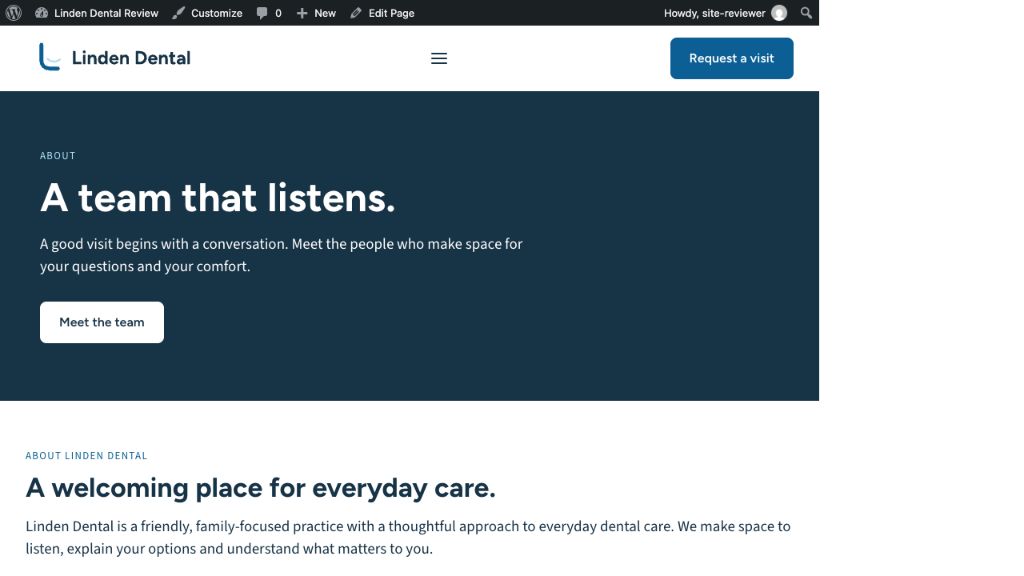 Linden Dental Review Customize 0 New Edit Page Howdy, site-reviewer
Linden Dental
Request a visit
ABOUT
A team that listens.
A good visit begins with a conversation. Meet the people who make space for
your questions and your comfort.
Meet the team
ABOUT LINDEN DENTAL
A welcoming place for everyday care.
Linden Dental is a friendly, family-focused practice with a thoughtful approach to everyday dental care. We make space to
listen, explain your options and understand what matters to you.